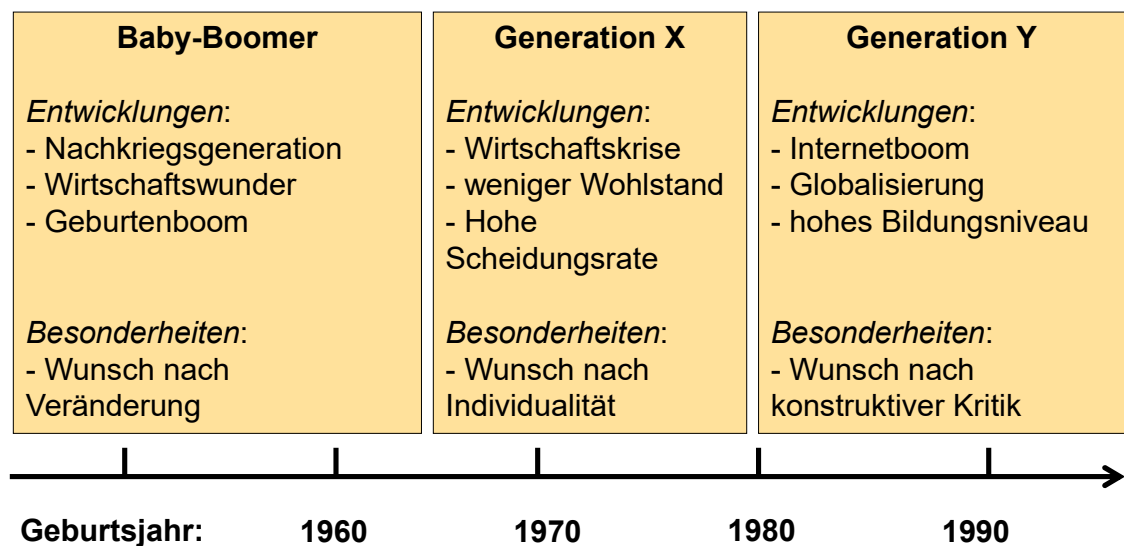 Baby-Boomer
Entwicklungen:
- Nachkriegsgeneration
- Wirtschaftswunder
- Geburtenboom
Besonderheiten:
- Wunsch nach
Veränderung
Generation X
Entwicklungen:
- Wirtschaftskrise
- weniger Wohlstand
- Hohe
Scheidungsrate
Besonderheiten:
- Wunsch nach
Individualität
Generation Y
Entwicklungen:
- Internetboom
- Globalisierung
- hohes Bildungsniveau
Besonderheiten:
- Wunsch nach
konstruktiver Kritik
Geburtsjahr: 1960 1970 1980 1990